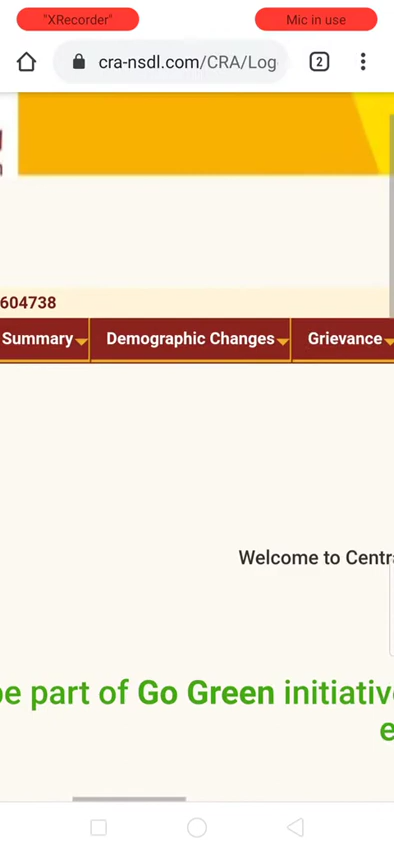 "XRecorder" Mic in use
cra-nsdl.com/CRA/Log 2
604738
Summary Demographic Changes Grievance
Welcome to Centr
be part of Go Green initiativ
e